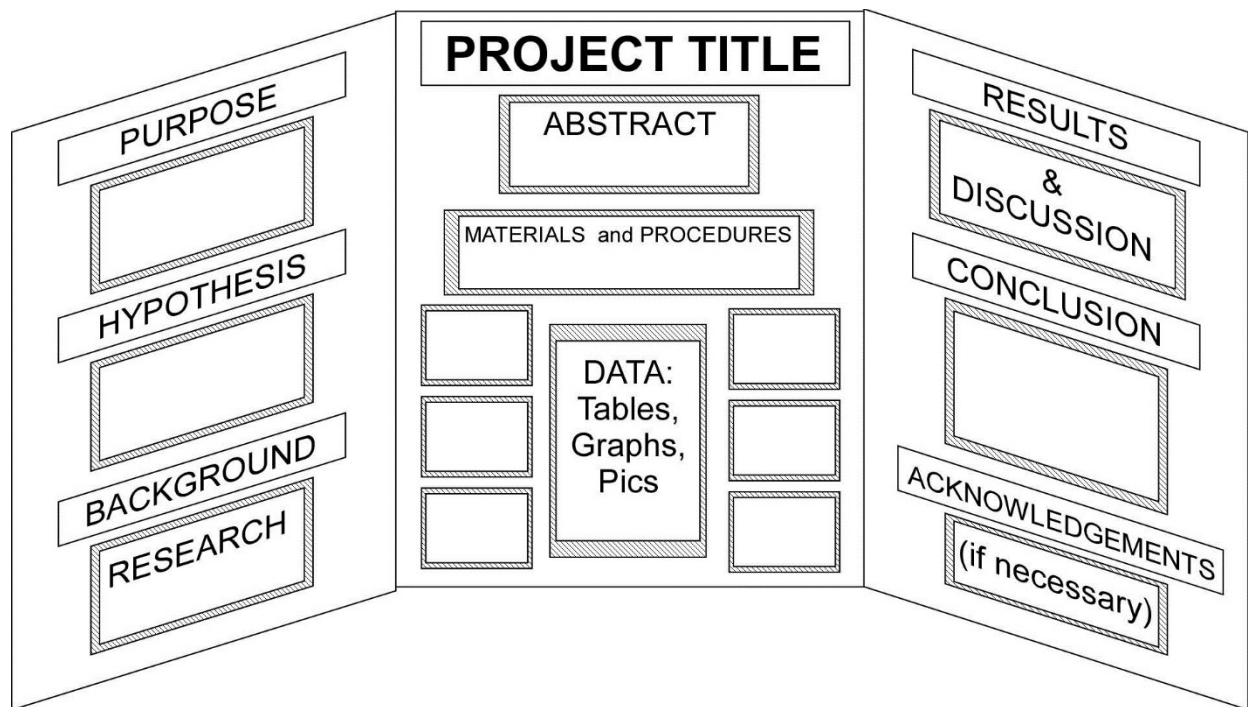 PURPOSE
HYPOTHESIS
BACKGROUND
RESEARCH
PROJECT TITLE
ABSTRACT
MATERIALS and PROCEDURES
DATA:
Tables,
Graphs,
Pics
RESULTS
&
DISCUSSION
CONCLUSION
ACKNOWLEDGEMENTS
(if necessary)